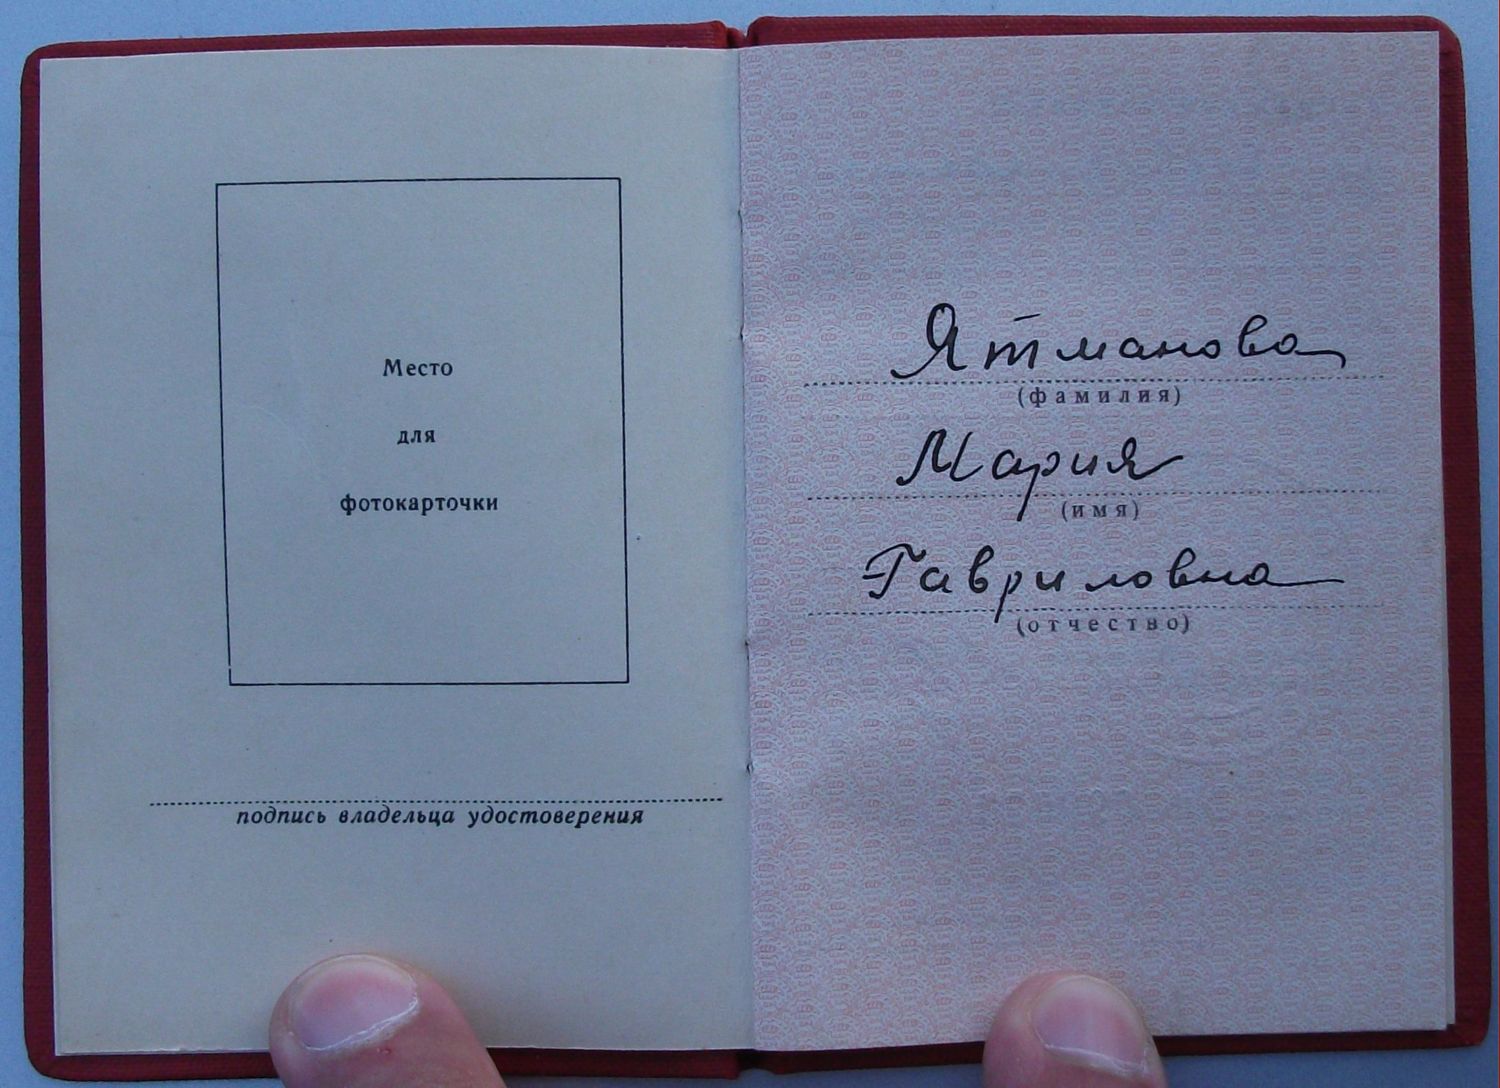 Место
для
фотокарточки
подпись владельца удостоверения
Ятманова
(фамилия)
Мария
(имя)
Гавриловна
(отчество)